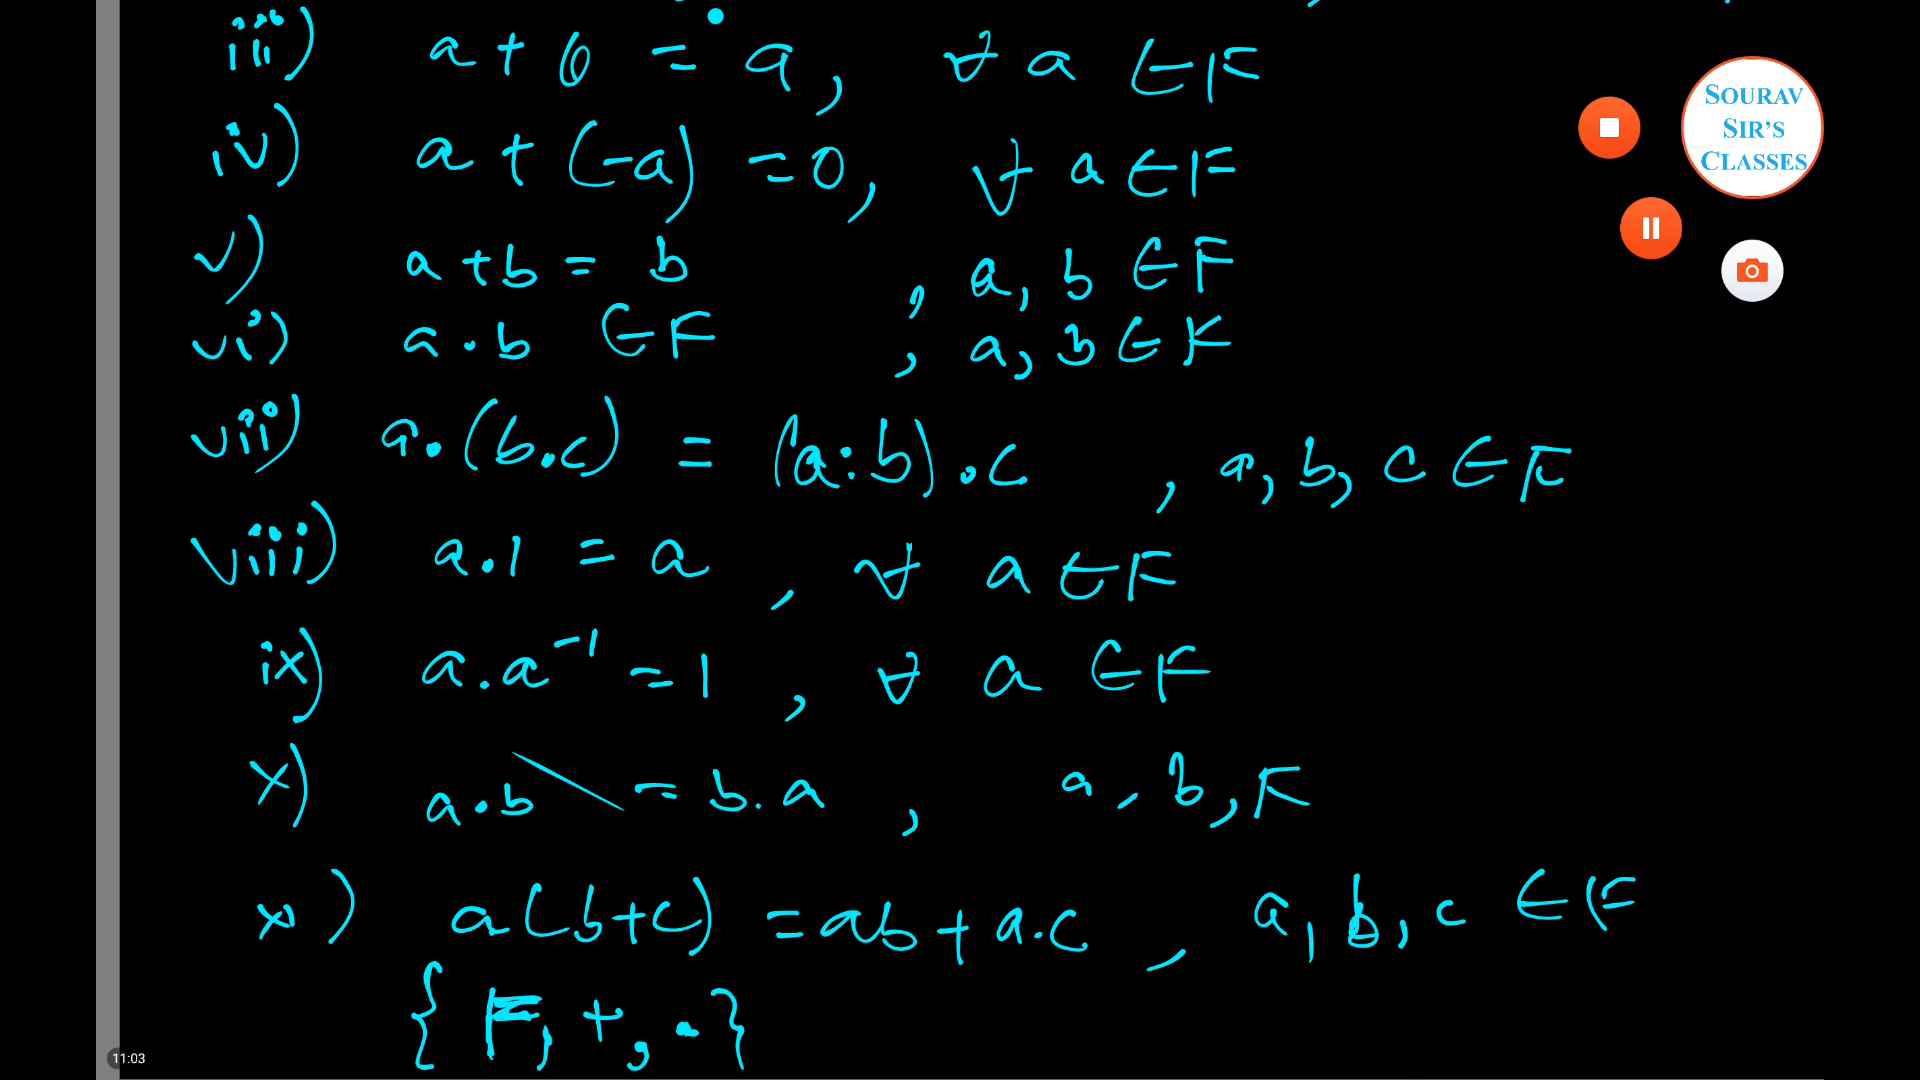 iii) a + 0 = a, ∀ a ∈ F
iv) a + (-a) = 0, ∀ a ∈ F
v) a + b = b , a, b ∈ F
vi) a . b ∈ F , a, b ∈ F
vii) a.(b.c) = (a.b).c , a, b, c ∈ F
viii) a.1 = a , ∀ a ∈ F
ix) a.a⁻¹ = 1 , ∀ a ∈ F
x) a.b = b.a , a, b, F
xi) a(b+c) = ab + a.c , a, b, c ∈ F
{F, +, .}
SOURAV
SIR'S
CLASSES
11:03